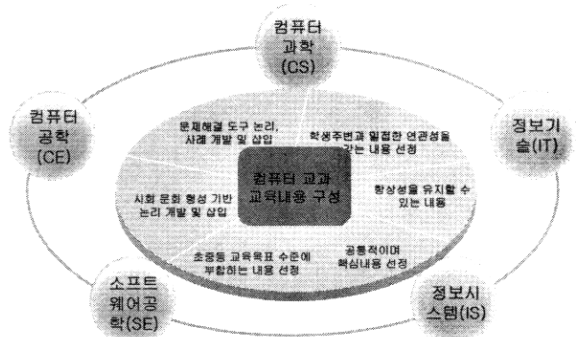 컴퓨터
과학
(CS)
컴퓨터
공학
(CE)
정보기
술(IT)
문제해결 도구 논리,
사례 개발 및 삽입
학생주변과 밀접한 연관성을
갖는 내용 선정
컴퓨터 교과
교육내용 구성
사회 문화 형성 기반
논리 개발 및 삽입
항상성을 유지할 수
있는 내용
초중등 교육목표 수준에
부합하는 내용 선정
공통적이며
핵심내용 선정
소프트
웨어공
학(SE)
정보시
스템(IS)